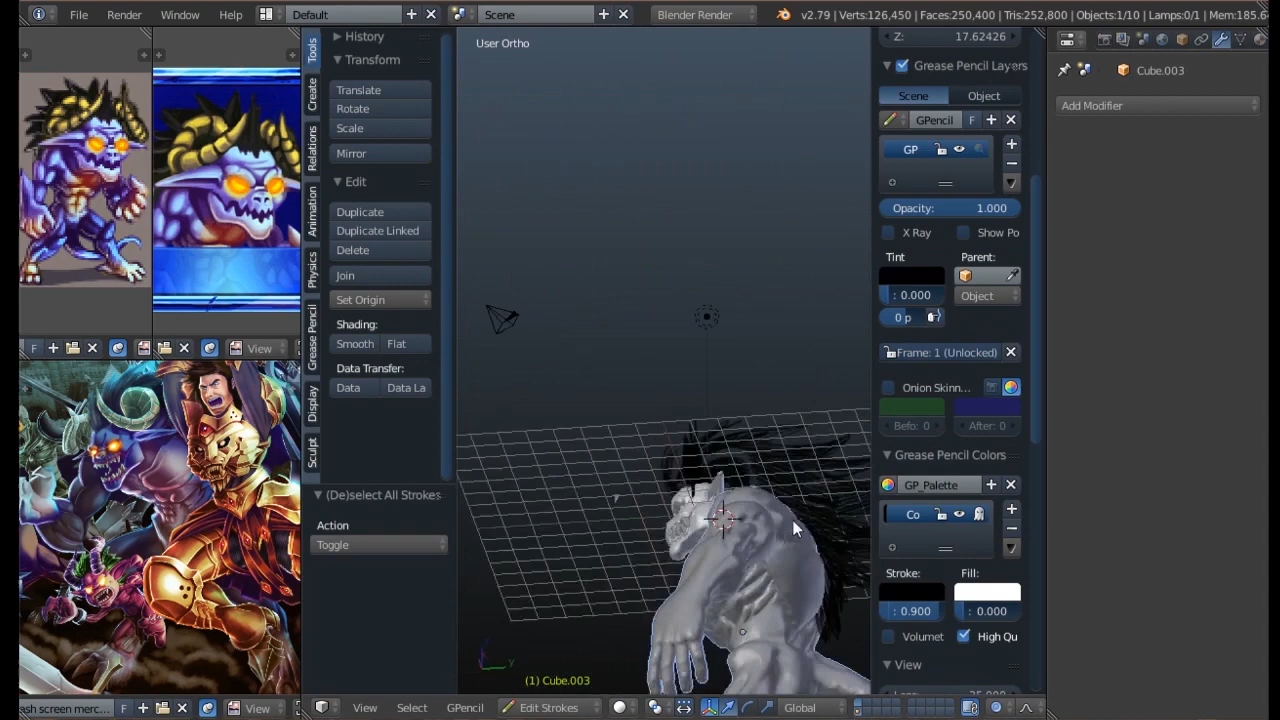 File Render Window Help Default Scene Blender Render v2.79 | Verts:126,450 | Faces:250,400 | Tris:252,800 | Objects:1/10 | Lamps:0/1 | Mem:185.6
Tools
Create
Relations
Animation
Physics
Grease Pencil
Display
Sculpt
History
Transform
Translate
Rotate
Scale
Mirror
Edit
Duplicate
Duplicate Linked
Delete
Join
Set Origin
Shading:
Smooth Flat
Data Transfer:
Data Data La
(De)select All Strokes
Action
Toggle
User Ortho
(1) Cube.003
Z: 17.62426
Grease Pencil Layers
Scene Object
GPencil F
GP
Opacity: 1.000
X Ray Show Po
Tint Parent:
: 0.000 Object
0 p
Frame: 1 (Unlocked)
Onion Skinn...
Befo: 0 After: 0
Grease Pencil Colors
GP_Palette
Co
Stroke: Fill:
: 0.900 : 0.000
Volumet High Qu
View
Cube.003
Add Modifier
F View
ash screen merc... F View
View Select GPencil Edit Strokes Global